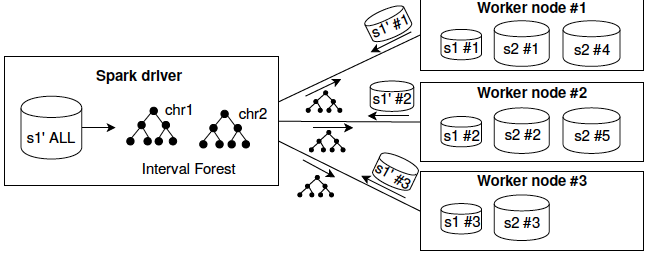 Spark driver
s1' ALL
chr1
chr2
Interval Forest
s1' #1
s1' #2
s1' #3
Worker node #1
s1 #1
s2 #1
s2 #4
Worker node #2
s1 #2
s2 #2
s2 #5
Worker node #3
s1 #3
s2 #3